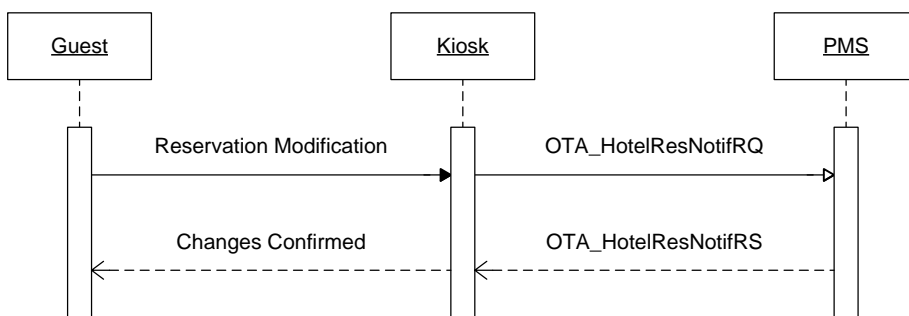 Guest
Kiosk
PMS
Reservation Modification
OTA_HotelResNotifRQ
Changes Confirmed
OTA_HotelResNotifRS